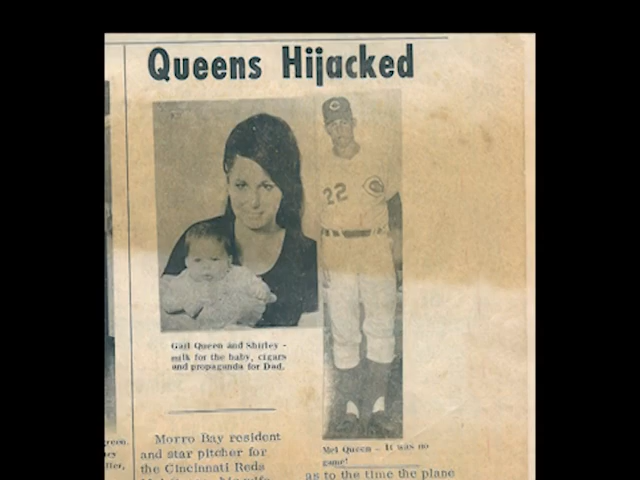 Queens Hijacked
C
22
C
Gail Queen and Shirley -
milk for the baby, cigars
and propaganda for Dad.
Morro Bay resident
and star pitcher for
the Cincinnati Reds
Mel Queen - It was no
game!
as to the time the plane